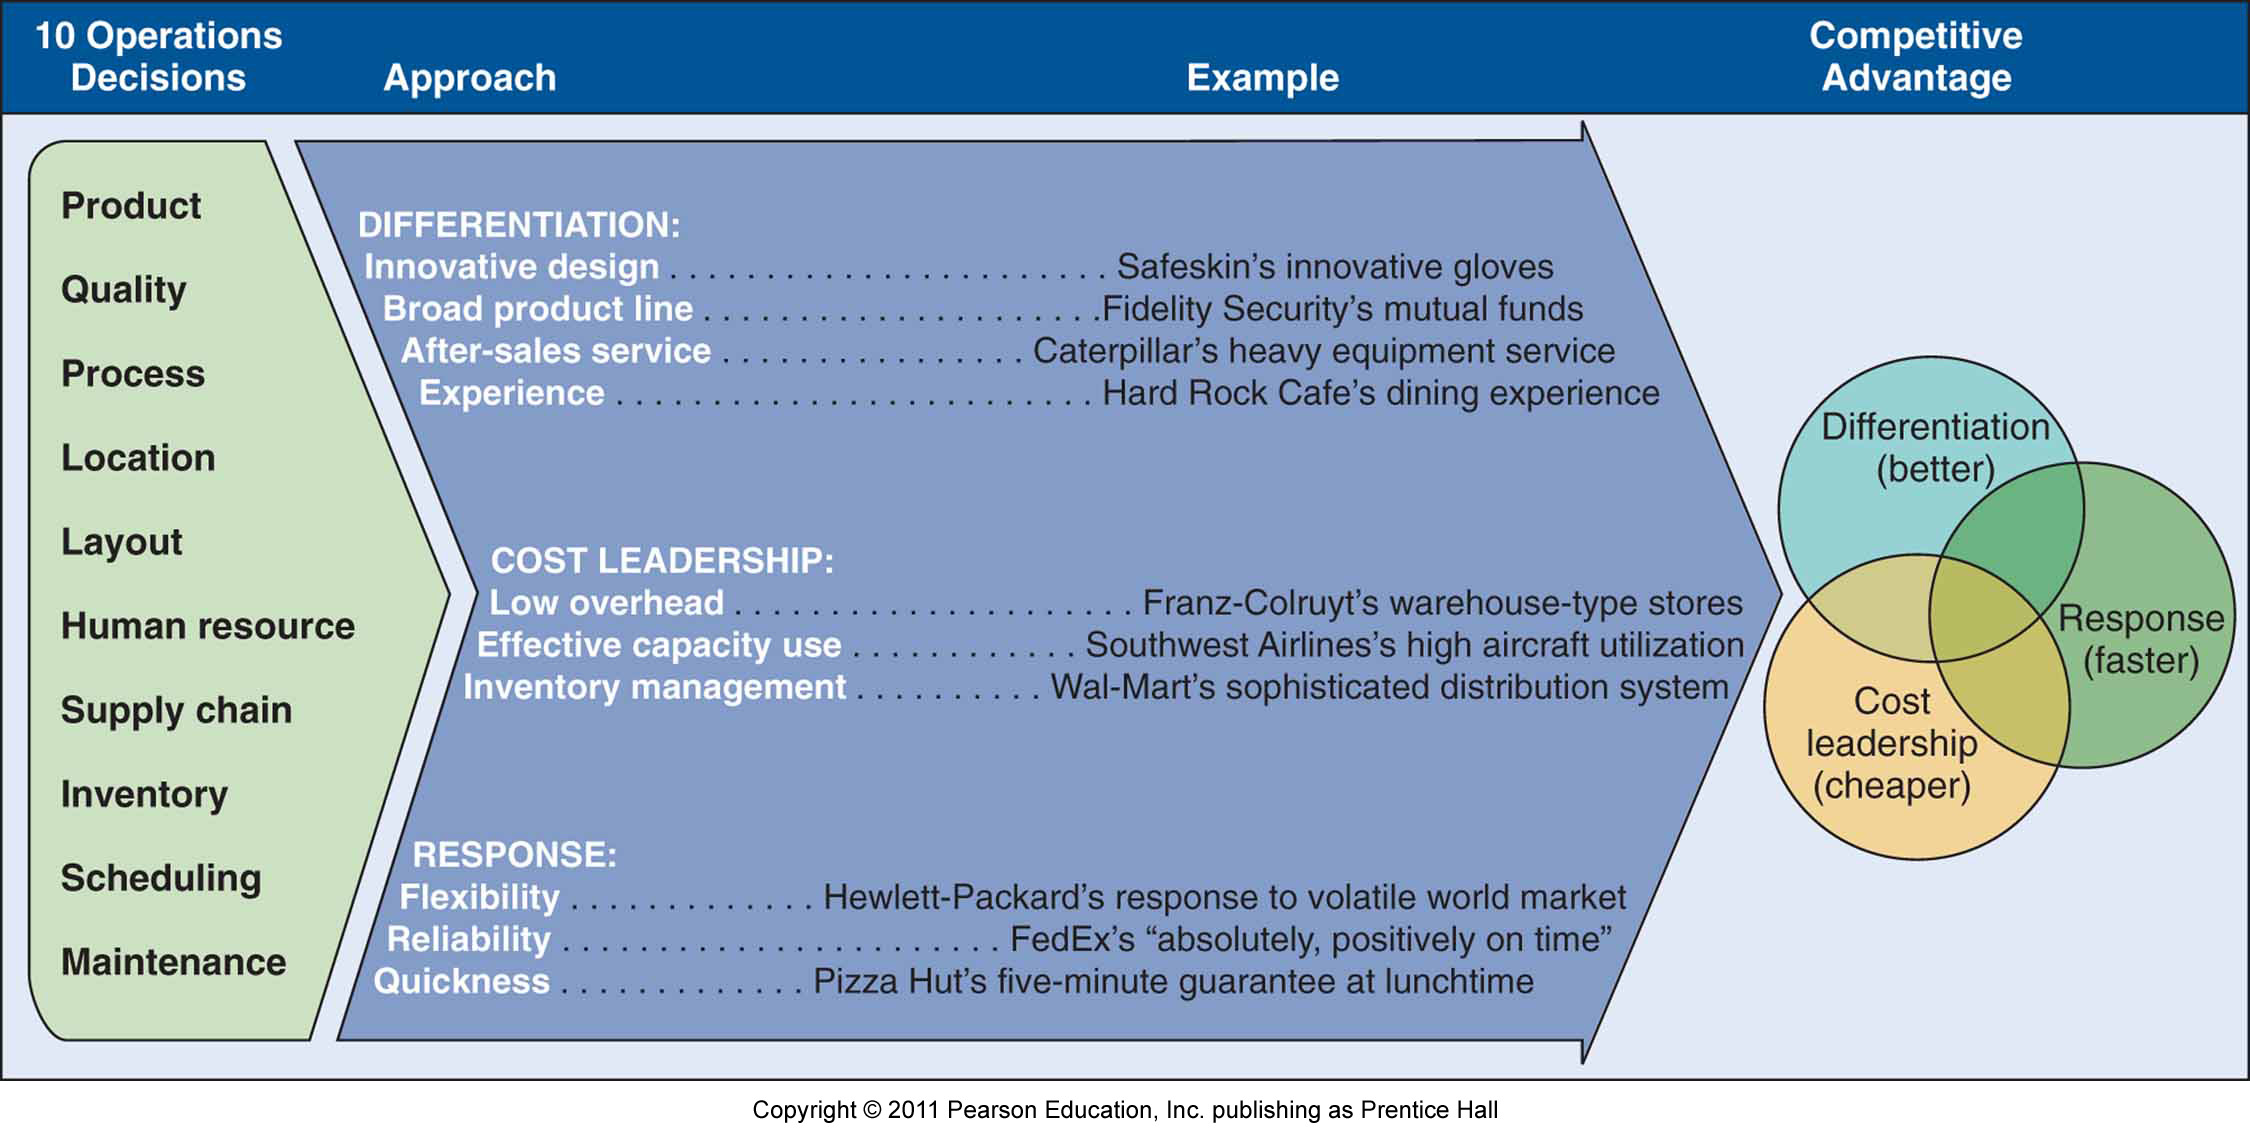 10 Operations
Decisions
Approach
Example
Competitive
Advantage
Product
Quality
Process
Location
Layout
Human resource
Supply chain
Inventory
Scheduling
Maintenance
DIFFERENTIATION:
Innovative design . . . . . . . . . . . . . . . . . . . . . . . Safeskin’s innovative gloves
Broad product line . . . . . . . . . . . . . . . . . . . . .Fidelity Security’s mutual funds
After-sales service . . . . . . . . . . . . . . . . Caterpillar’s heavy equipment service
Experience . . . . . . . . . . . . . . . . . . . . . . . . . Hard Rock Cafe’s dining experience
COST LEADERSHIP:
Low overhead . . . . . . . . . . . . . . . . . . . . . Franz-Colruyt’s warehouse-type stores
Effective capacity use . . . . . . . . . . . . Southwest Airlines’s high aircraft utilization
Inventory management . . . . . . . . . . Wal-Mart’s sophisticated distribution system
RESPONSE:
Flexibility . . . . . . . . . . . . . Hewlett-Packard’s response to volatile world market
Reliability . . . . . . . . . . . . . . . . . . . . . . . FedEx’s “absolutely, positively on time”
Quickness . . . . . . . . . . . . . Pizza Hut’s five-minute guarantee at lunchtime
Differentiation
(better)
Response
(faster)
Cost
leadership
(cheaper)
Copyright © 2011 Pearson Education, Inc. publishing as Prentice Hall